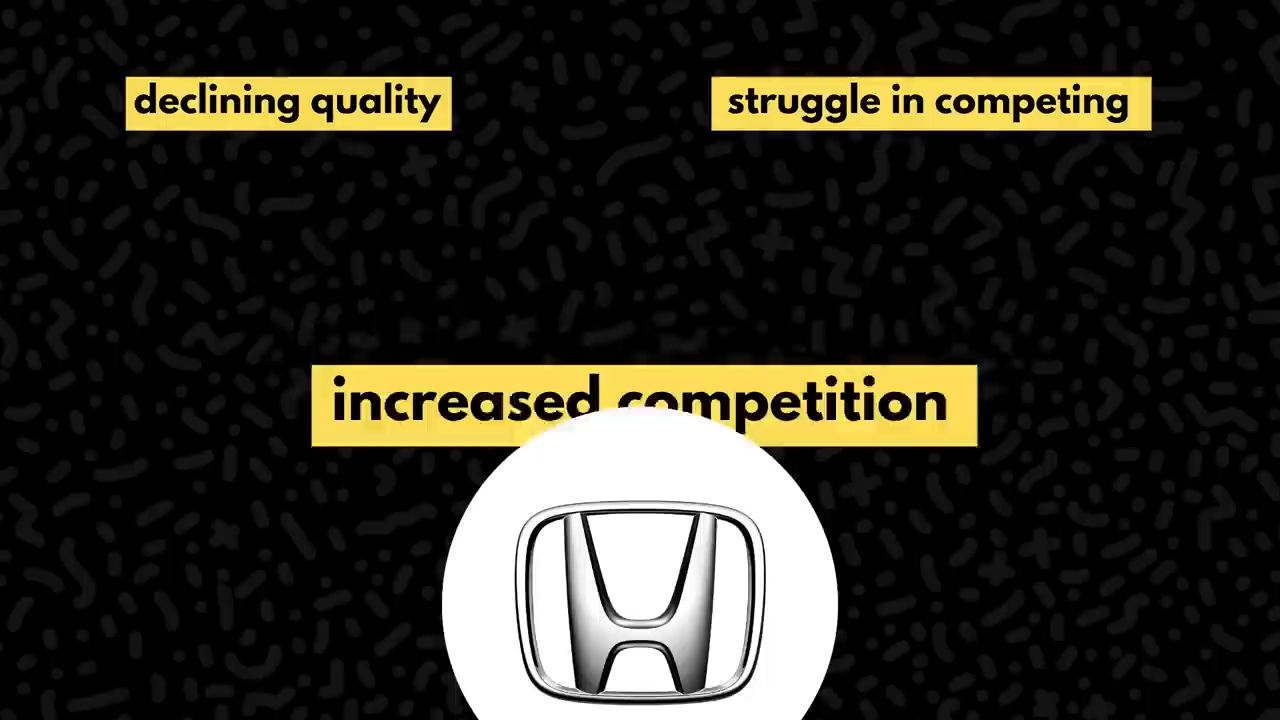 declining quality
struggle in competing
increased competition